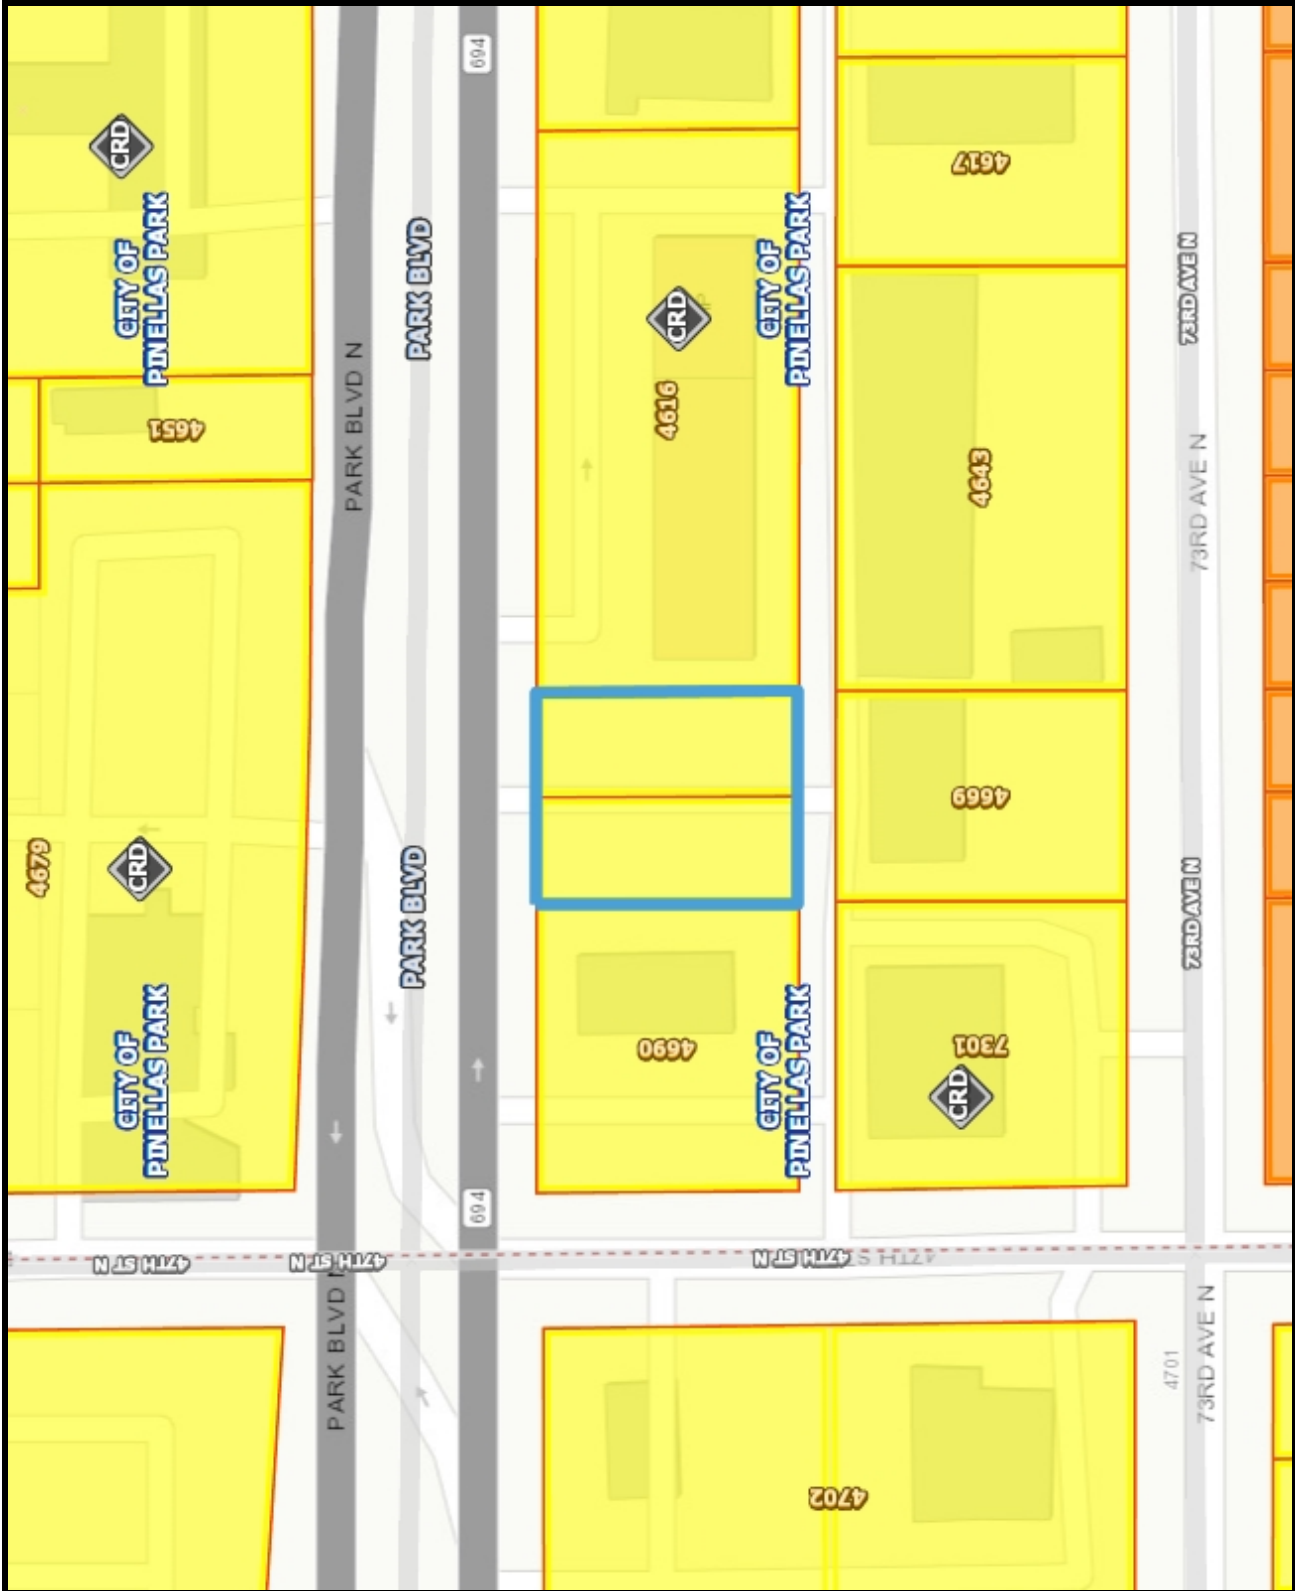 694
CRD
4617
CITY OF
PINELLAS PARK
PARK BLVD
CITY OF
PINELLAS PARK
73RD AVE N
CRD
PARK BLVD N
4616
4651
4643
73RD AVE N
4669
CRD
4679
PARK BLVD
73RD AVE N
CITY OF
PINELLAS PARK
4690
CITY OF
PINELLAS PARK
7301
CRD
694
47TH ST N
47TH ST N
47TH ST N
47TH S
PARK BLVD N
4701
73RD AVE N
4702